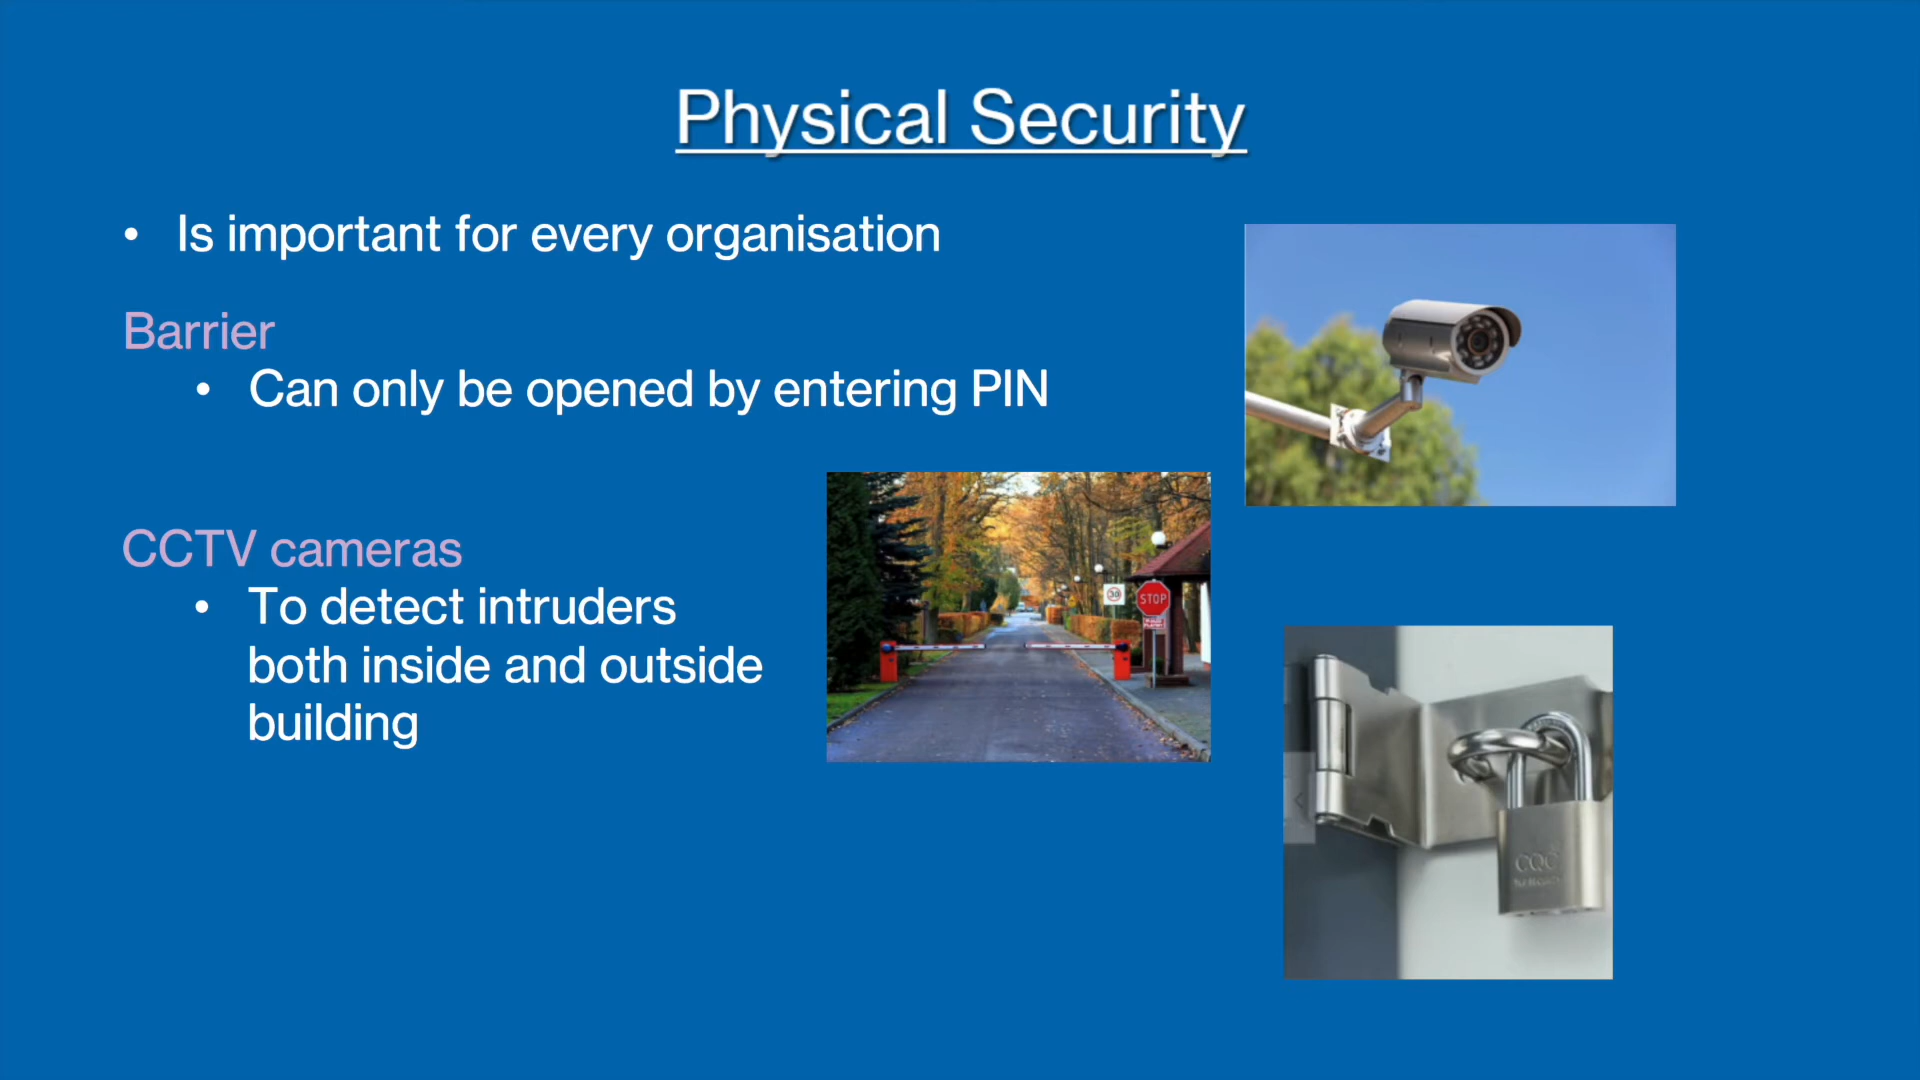 Physical Security
• Is important for every organisation
Barrier
• Can only be opened by entering PIN
CCTV cameras
• To detect intruders
both inside and outside
building
30
STOP
CQC